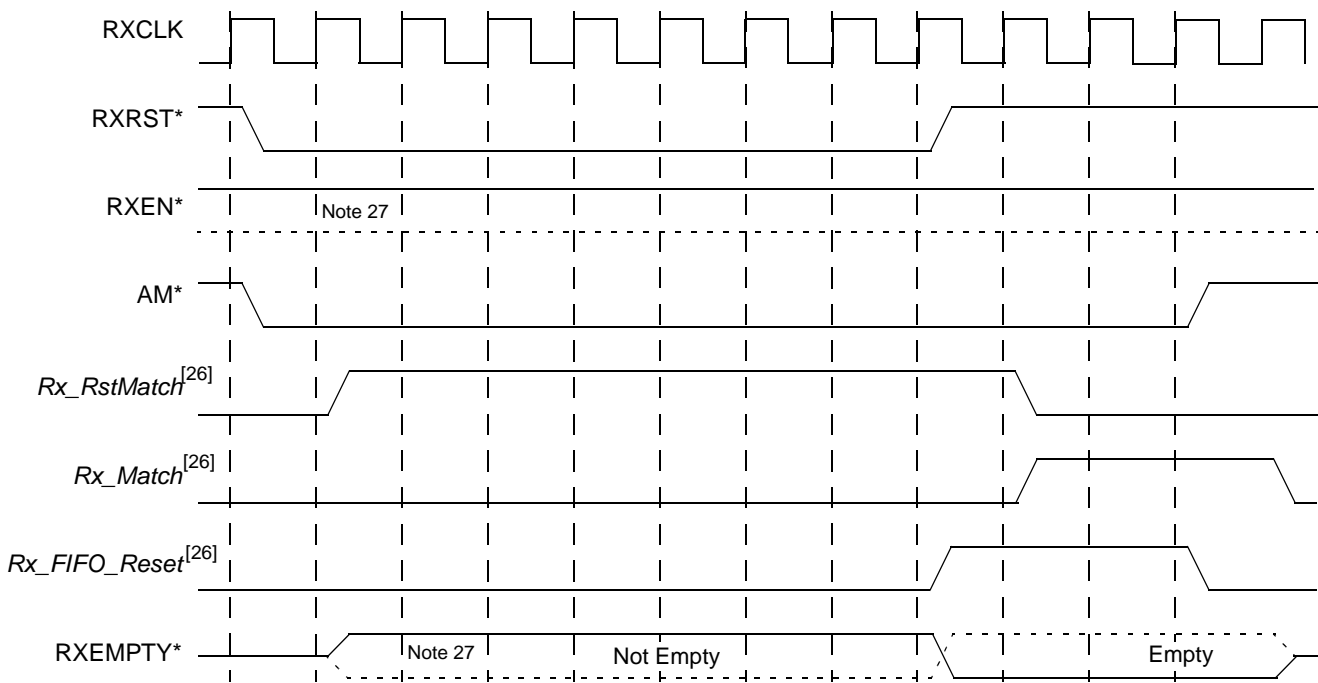 RXCLK
RXRST*
RXEN*
Note 27
AM*
Rx_RstMatch[26]
Rx_Match[26]
Rx_FIFO_Reset[26]
RXEMPTY*
Note 27
Not Empty
Empty